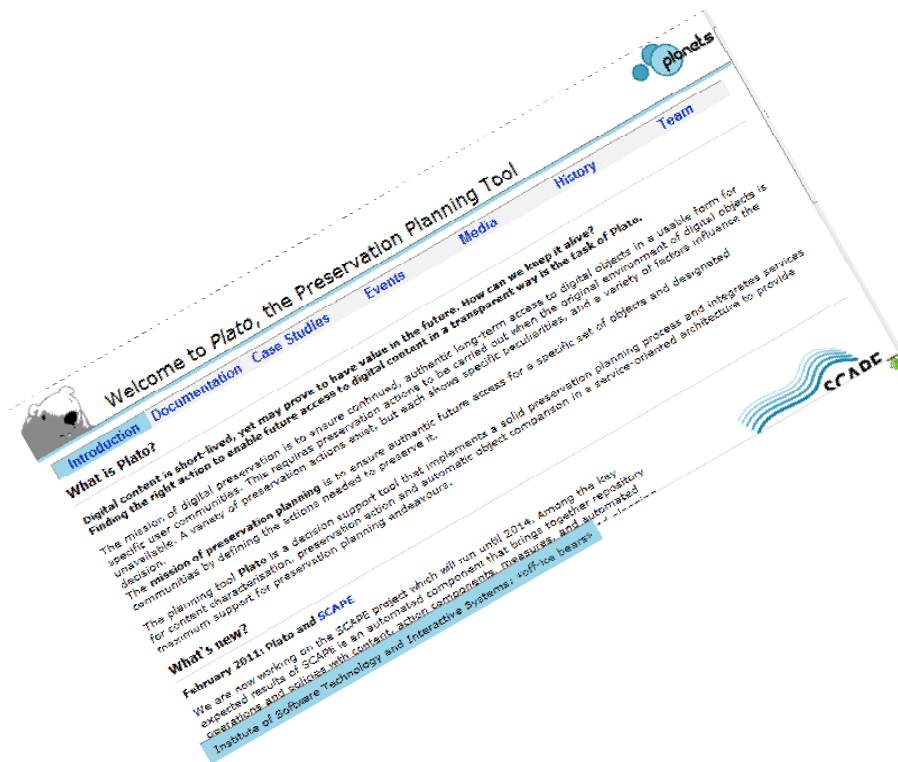 planets
Welcome to Plato, the Preservation Planning Tool
Introduction Documentation Case Studies Events Media History Team
What is Plato?
Digital content is short-lived, yet may prove to have value in the future. How can we keep it alive?
Finding the right action to enable future access to digital content in a transparent way is the task of Plato.
The mission of digital preservation is to ensure continued, authentic long-term access to digital objects in a usable form for
specific user communities. This requires preservation actions to be carried out when the original environment of digital objects is
unavailable. A variety of preservation actions exist, but each shows specific peculiarities, and a variety of factors influence the
decision.
The mission of preservation planning is to ensure authentic future access for a specific set of objects and designated
communities by defining the actions needed to preserve it.
The planning tool Plato is a decision support tool that implements a solid preservation planning process and integrates services
for content characterisation, preservation action and automatic object comparison in a service-oriented architecture to provide
maximum support for preservation planning endeavours.
SCAPE
What's new?
February 2011: Plato and SCAPE
We are now working on the SCAPE project which will run until 2014. Among the key
expected results of SCAPE is an automated component that brings together repository
operations and policies wth content, action components, measures, and automated
Institute of Software Technology and Interactive Systems: «off-ice bears»